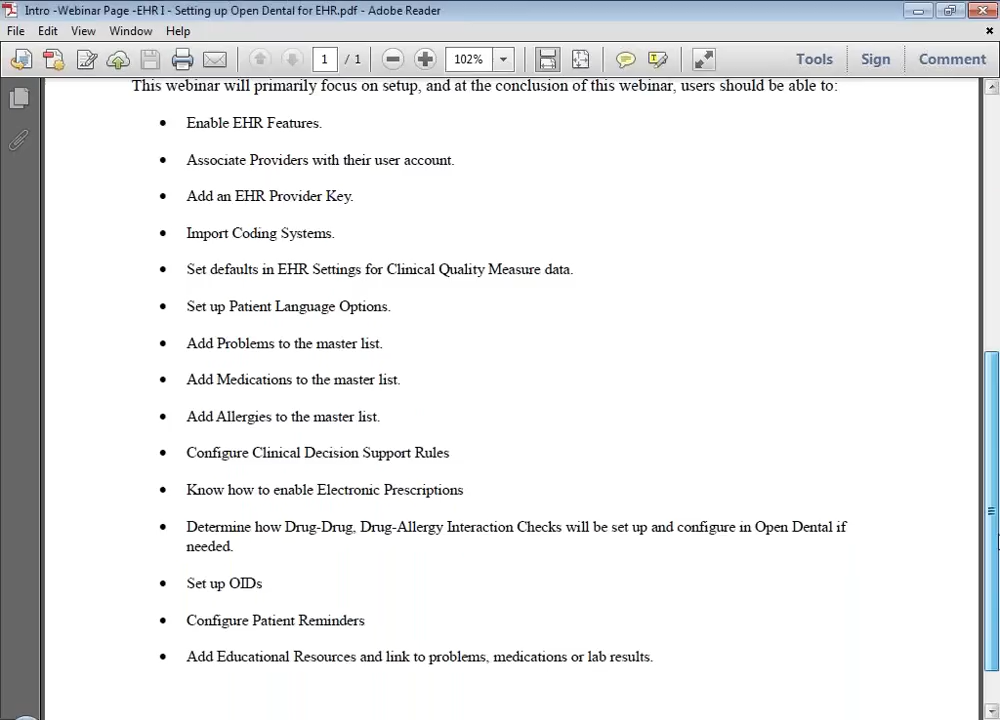 Intro -Webinar Page -EHR I - Setting up Open Dental for EHR.pdf - Adobe Reader
File Edit View Window Help
1 / 1 102% Tools Sign Comment
This webinar will primarily focus on setup, and at the conclusion of this webinar, users should be able to:
• Enable EHR Features.
• Associate Providers with their user account.
• Add an EHR Provider Key.
• Import Coding Systems.
• Set defaults in EHR Settings for Clinical Quality Measure data.
• Set up Patient Language Options.
• Add Problems to the master list.
• Add Medications to the master list.
• Add Allergies to the master list.
• Configure Clinical Decision Support Rules
• Know how to enable Electronic Prescriptions
• Determine how Drug-Drug, Drug-Allergy Interaction Checks will be set up and configure in Open Dental if
needed.
• Set up OIDs
• Configure Patient Reminders
• Add Educational Resources and link to problems, medications or lab results.